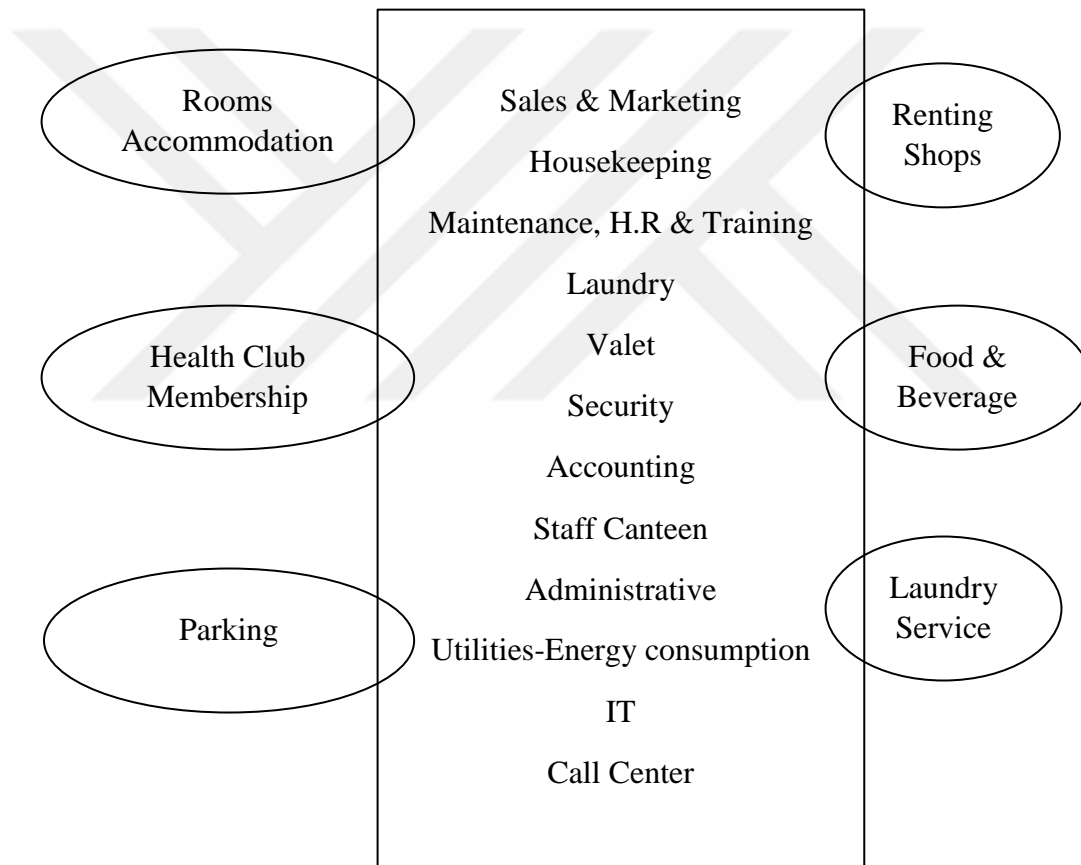 Rooms
Accommodation
Health Club
Membership
Parking
Sales & Marketing
Housekeeping
Maintenance, H.R & Training
Laundry
Valet
Security
Accounting
Staff Canteen
Administrative
Utilities-Energy consumption
IT
Call Center
Renting
Shops
Food &
Beverage
Laundry
Service